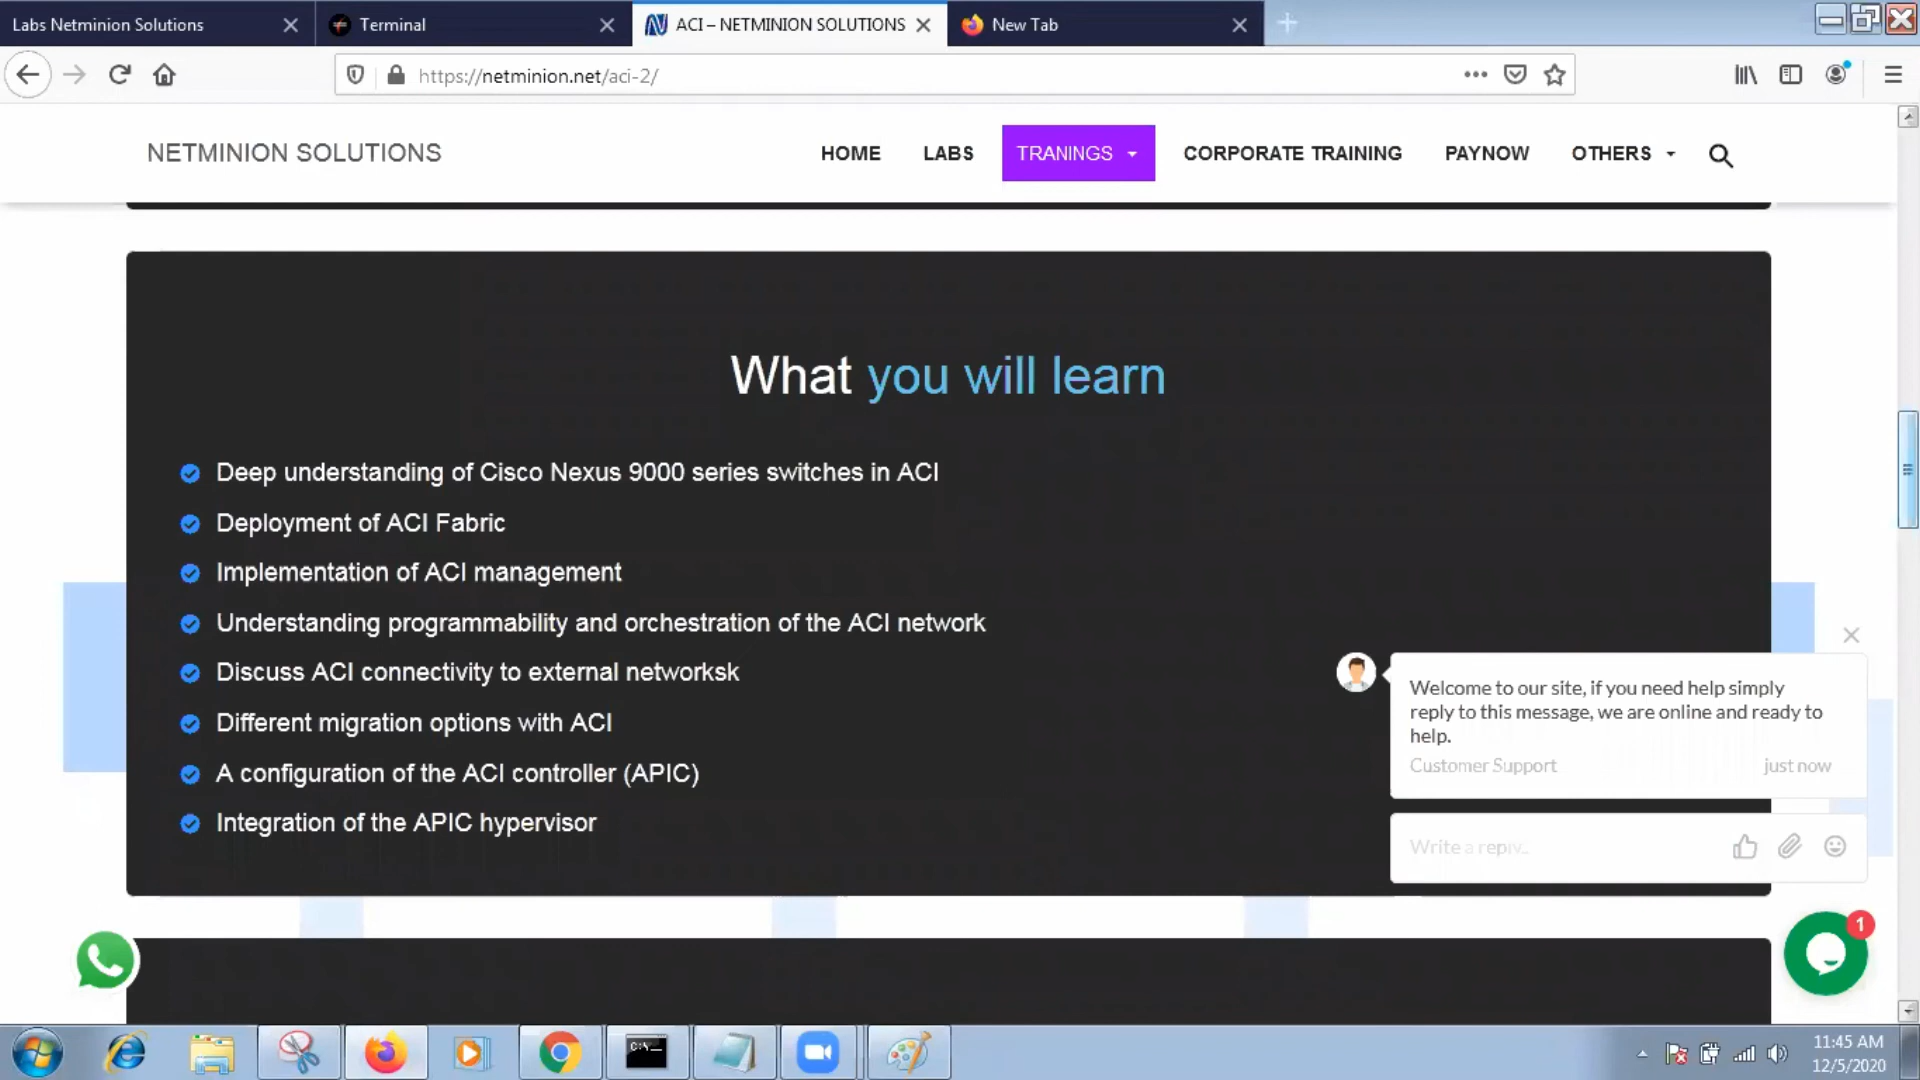 Labs Netminion Solutions
Terminal
ACI – NETMINION SOLUTIONS
New Tab
https://netminion.net/aci-2/
NETMINION SOLUTIONS
HOME
LABS
TRANINGS
CORPORATE TRAINING
PAYNOW
OTHERS
What you will learn
Deep understanding of Cisco Nexus 9000 series switches in ACI
Deployment of ACI Fabric
Implementation of ACI management
Understanding programmability and orchestration of the ACI network
Discuss ACI connectivity to external networksk
Different migration options with ACI
A configuration of the ACI controller (APIC)
Integration of the APIC hypervisor
Welcome to our site, if you need help simply
reply to this message, we are online and ready to
help.
Customer Support just now
Write a reply..
1
C:\
11:45 AM
12/5/2020